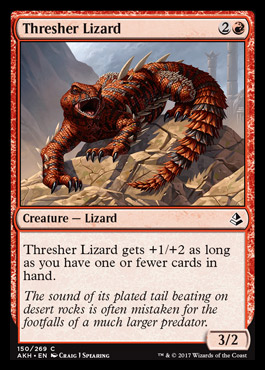 Thresher Lizard 2
Creature — Lizard
Thresher Lizard gets +1/+2 as long
as you have one or fewer cards in
hand.
The sound of its plated tail beating on
desert rocks is often mistaken for the
footfalls of a much larger predator.
3/2
150/269 C
AKH • EN Craig J Spearing ™ & © 2017 Wizards of the Coast